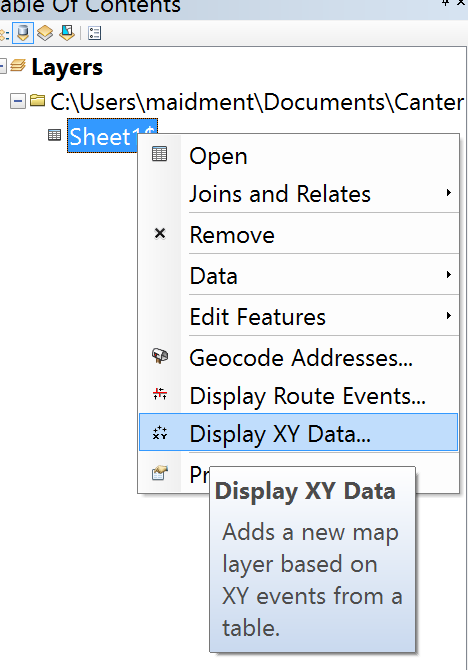 able Of Contents
Layers
C:\Users\maidment\Documents\Canter
Sheet1$
Open
Joins and Relates
Remove
Data
Edit Features
Geocode Addresses...
Display Route Events...
Display XY Data...
Pr
Display XY Data
Adds a new map
layer based on
XY events from a
table.